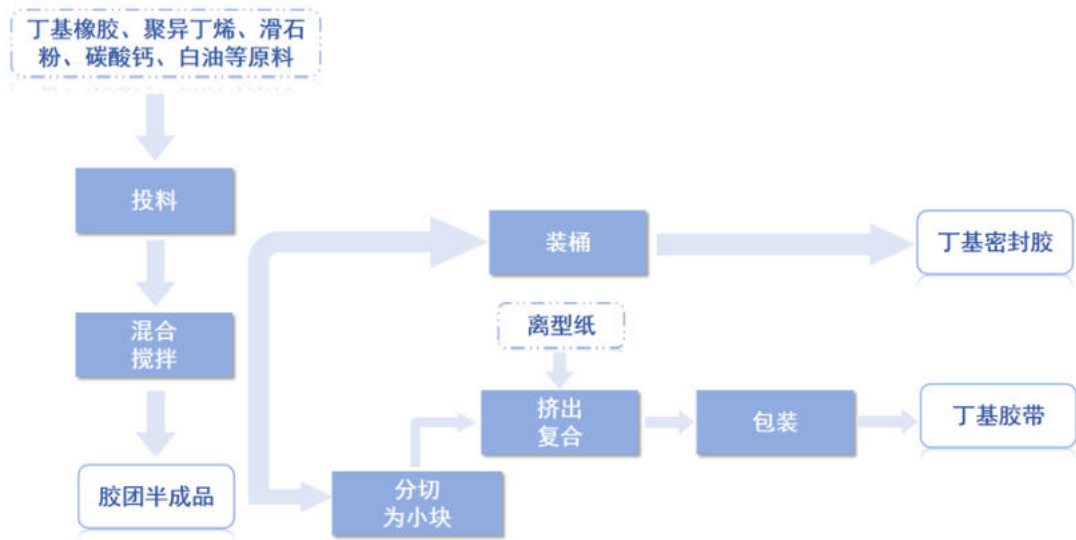 丁基橡胶、聚异丁烯、滑石
粉、碳酸钙、白油等原料
投料
混合
搅拌
胶团半成品
装桶
丁基密封胶
离型纸
挤出
复合
包装
丁基胶带
分切
为小块